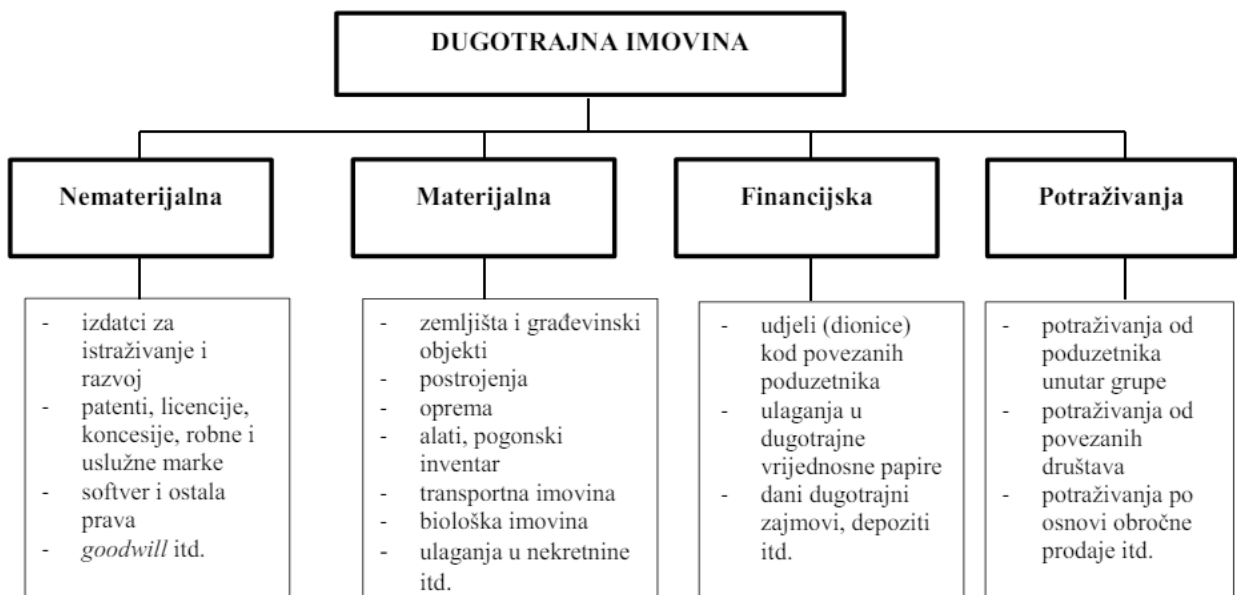 DUGOTRAJNA IMOVINA
Nematerijalna
Materijalna
Financijska
Potraživanja
- izdatci za
istraživanje i
razvoj
- patenti, licencije,
koncesije, robne i
uslužne marke
- softver i ostala
prava
- goodwill itd.
- zemljišta i građevinski
objekti
- postrojenja
- oprema
- alati, pogonski
inventar
- transportna imovina
- biološka imovina
- ulaganja u nekretnine
itd.
- udjeli (dionice)
kod povezanih
poduzetnika
- ulaganja u
dugotrajne
vrijednosne papire
- dani dugotrajni
zajmovi, depoziti
itd.
- potraživanja od
poduzetnika
unutar grupe
- potraživanja od
povezanih
društava
- potraživanja po
osnovi obročne
prodaje itd.